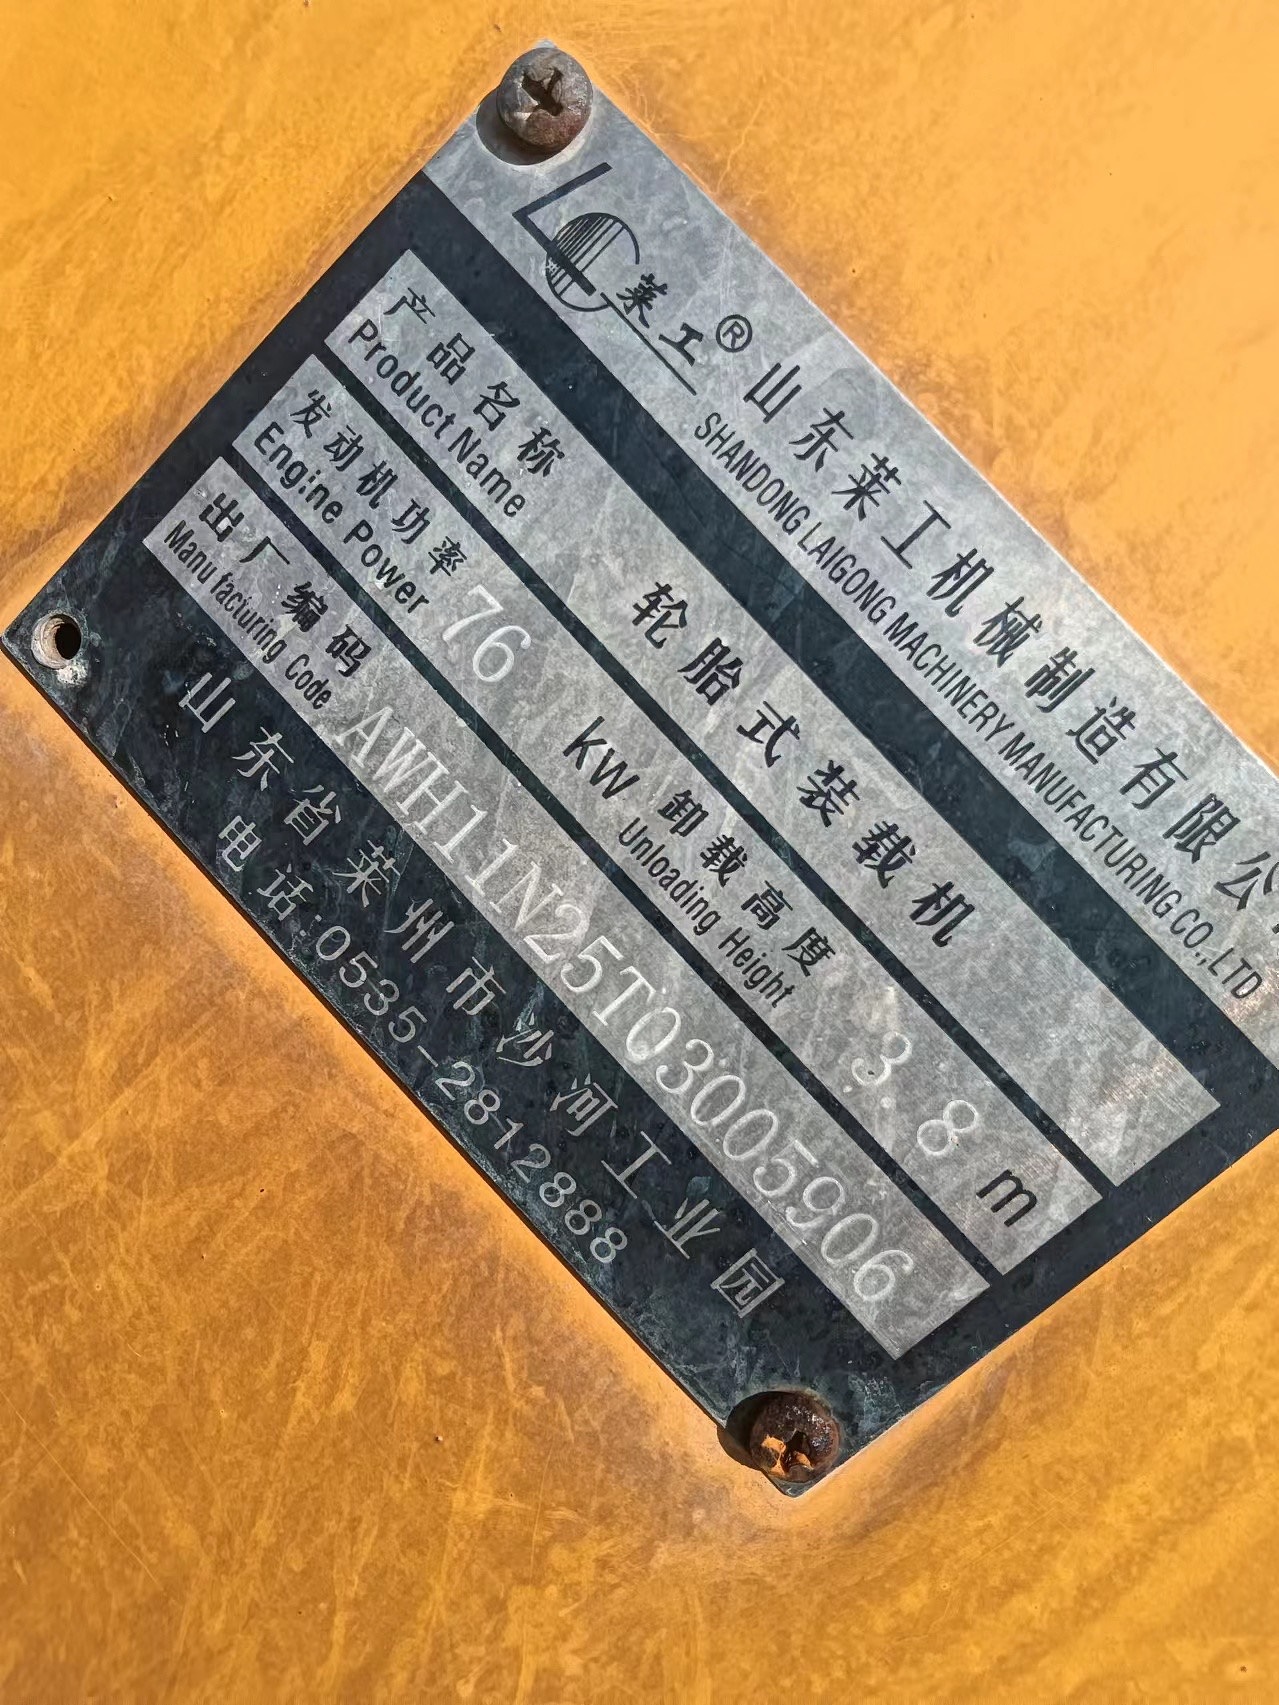 LG 莱工® 山东莱工机械制造有限公
SHANDONG LAIGONG MACHINERY MANUFACTURING CO.,LTD
产品名称 轮胎式装载机
Product Name
发动机功率 76 KW 卸载高度 3.8 m
Engine Power Unloading Height
出厂编码 AWH11N25T03005906
Manufacturing Code
山东省莱州市沙河工业园
电话:0535-2812888